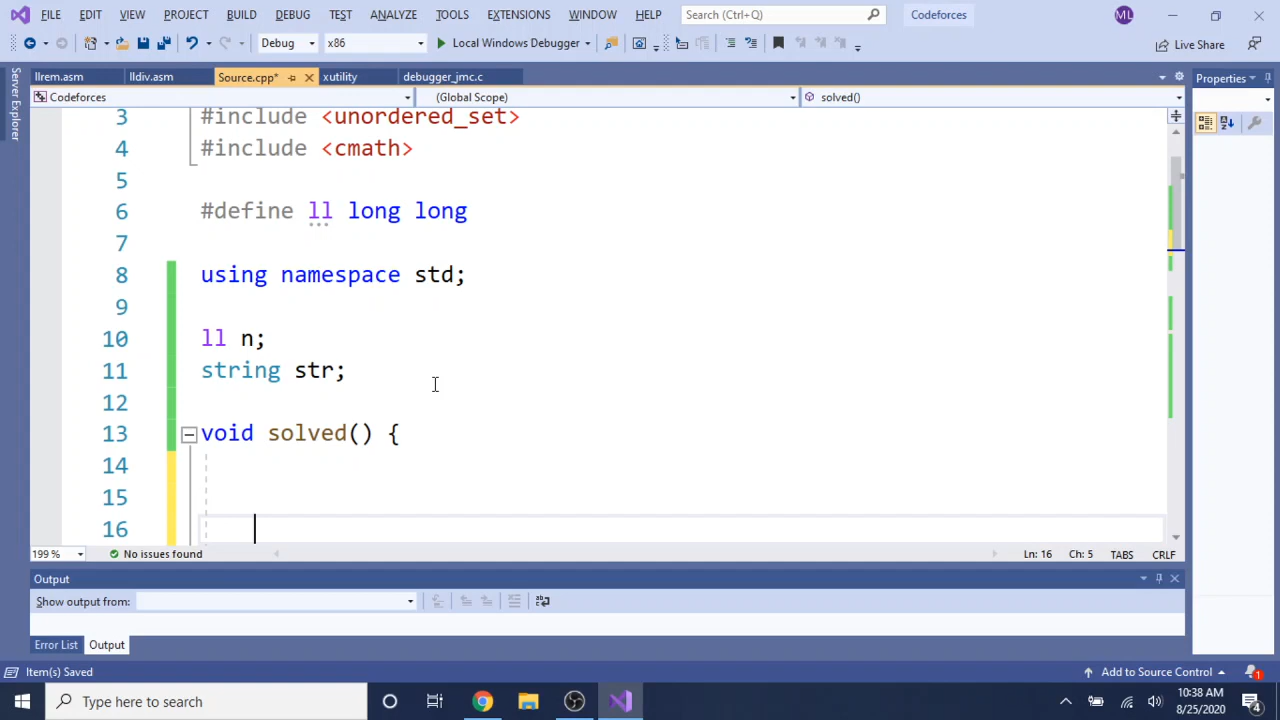 FILE EDIT VIEW PROJECT BUILD DEBUG TEST ANALYZE TOOLS EXTENSIONS WINDOW HELP Search (Ctrl+Q) Codeforces ML
Debug x86 Local Windows Debugger Live Share
Server Explorer
llrem.asm lldiv.asm Source.cpp* xutility debugger_jmc.c Properties
Codeforces (Global Scope) solved()
3 #include <unordered_set>
4 #include <cmath>
5
6 #define ll long long
7
8 using namespace std;
9
10 ll n;
11 string str;
12
13 void solved() {
14
15
16
199 % No issues found Ln: 16 Ch: 5 TABS CRLF
Output
Show output from:
Error List Output
Item(s) Saved Add to Source Control 1
Type here to search 10:38 AM
8/25/2020 4